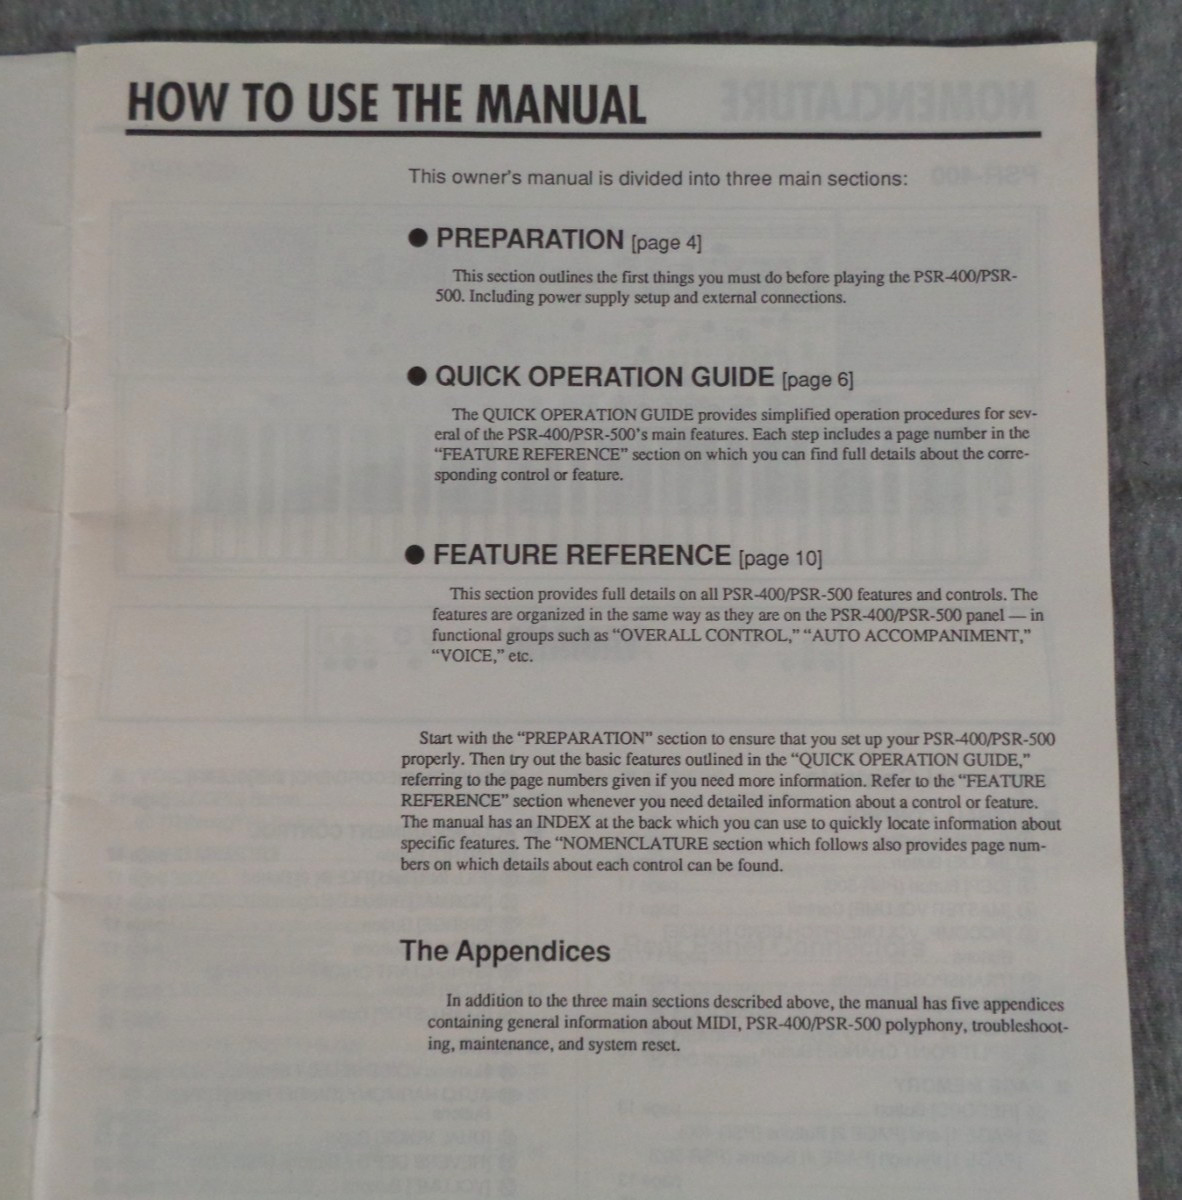 HOW TO USE THE MANUAL
NOMENCLATURE
This owner's manual is divided into three main sections:
PSR-400
● PREPARATION [page 4]
This section outlines the first things you must do before playing the PSR-400/PSR-
500. Including power supply setup and external connections.
● QUICK OPERATION GUIDE [page 6]
The QUICK OPERATION GUIDE provides simplified operation procedures for sev-
eral of the PSR-400/PSR-500's main features. Each step includes a page number in the
“FEATURE REFERENCE” section on which you can find full details about the corre-
sponding control or feature.
● FEATURE REFERENCE [page 10]
This section provides full details on all PSR-400/PSR-500 features and controls. The
features are organized in the same way as they are on the PSR-400/PSR-500 panel — in
functional groups such as “OVERALL CONTROL,” “AUTO ACCOMPANIMENT,”
“VOICE,” etc.
Start with the “PREPARATION” section to ensure that you set up your PSR-400/PSR-500
properly. Then try out the basic features outlined in the “QUICK OPERATION GUIDE,”
referring to the page numbers given if you need more information. Refer to the “FEATURE
REFERENCE” section whenever you need detailed information about a control or feature.
The manual has an INDEX at the back which you can use to quickly locate information about
specific features. The “NOMENCLATURE section which follows also provides page num-
bers on which details about each control can be found.
The Appendices
In addition to the three main sections described above, the manual has five appendices
containing general information about MIDI, PSR-400/PSR-500 polyphony, troubleshoot-
ing, maintenance, and system reset.